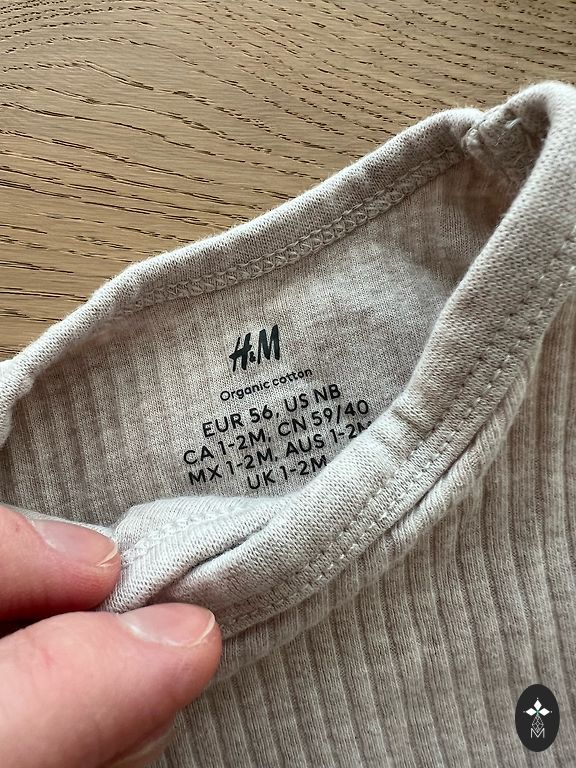 H&M
Organic cotton
EUR 56, US NB
CA 1-2M, CN 59/40
MX 1-2M, AUS 1-2M
UK 1-2M
M